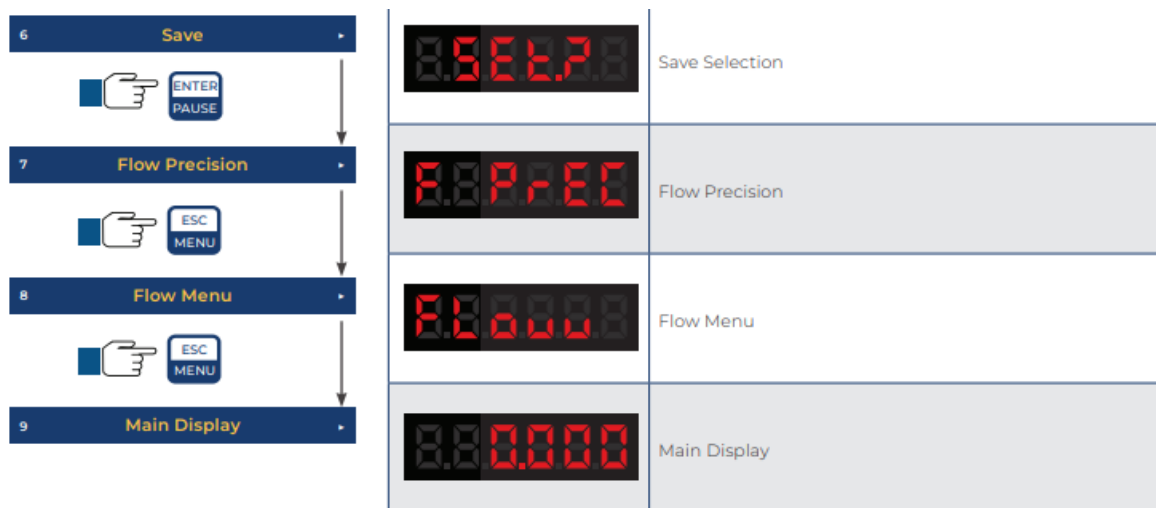 6 Save ▸
SEt.?
Save Selection
ENTER
PAUSE
7 Flow Precision ▸
F PrEC
Flow Precision
ESC
MENU
8 Flow Menu ▸
FLouu
Flow Menu
ESC
MENU
9 Main Display ▸
0.000
Main Display